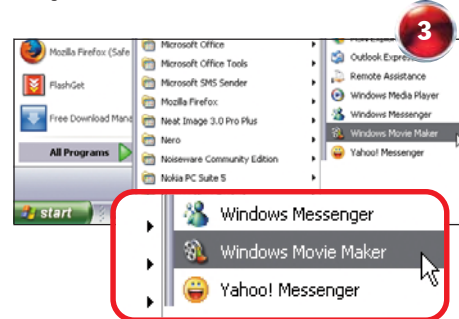 3
Mozilla Firefox (Safe
FlashGet
Free Download Mana
All Programs
start
Microsoft Office
Microsoft Office Tools
Microsoft SMS Sender
Mozilla Firefox
Neat Image 3.0 Pro Plus
Nero
Noiseware Community Edition
Nokia PC Suite 5
Outlook Express
Remote Assistance
Windows Media Player
Windows Messenger
Windows Movie Maker
Yahoo! Messenger
Windows Messenger
Windows Movie Maker
Yahoo! Messenger